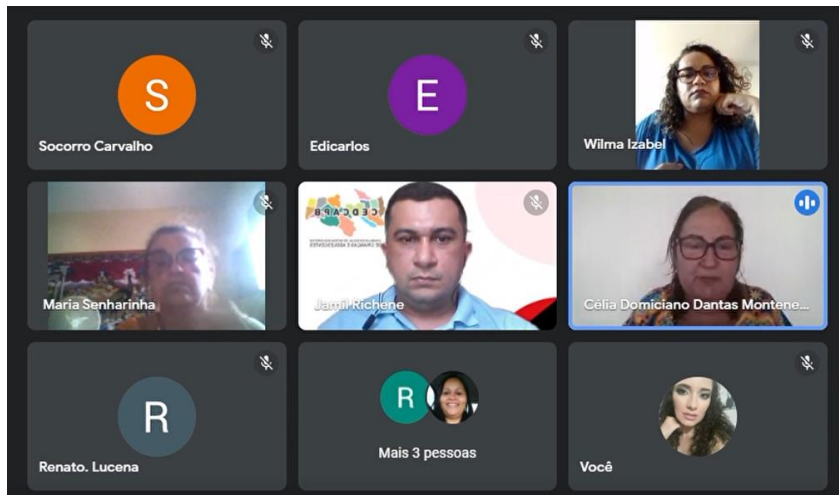 S
Socorro Carvalho
E
Edicarlos
Wilma Izabel
Maria Senharinha
CEDCAPB
Jamil Richene
Célia Domiciano Dantas Montene...
R
Renato. Lucena
R
Mais 3 pessoas
Você